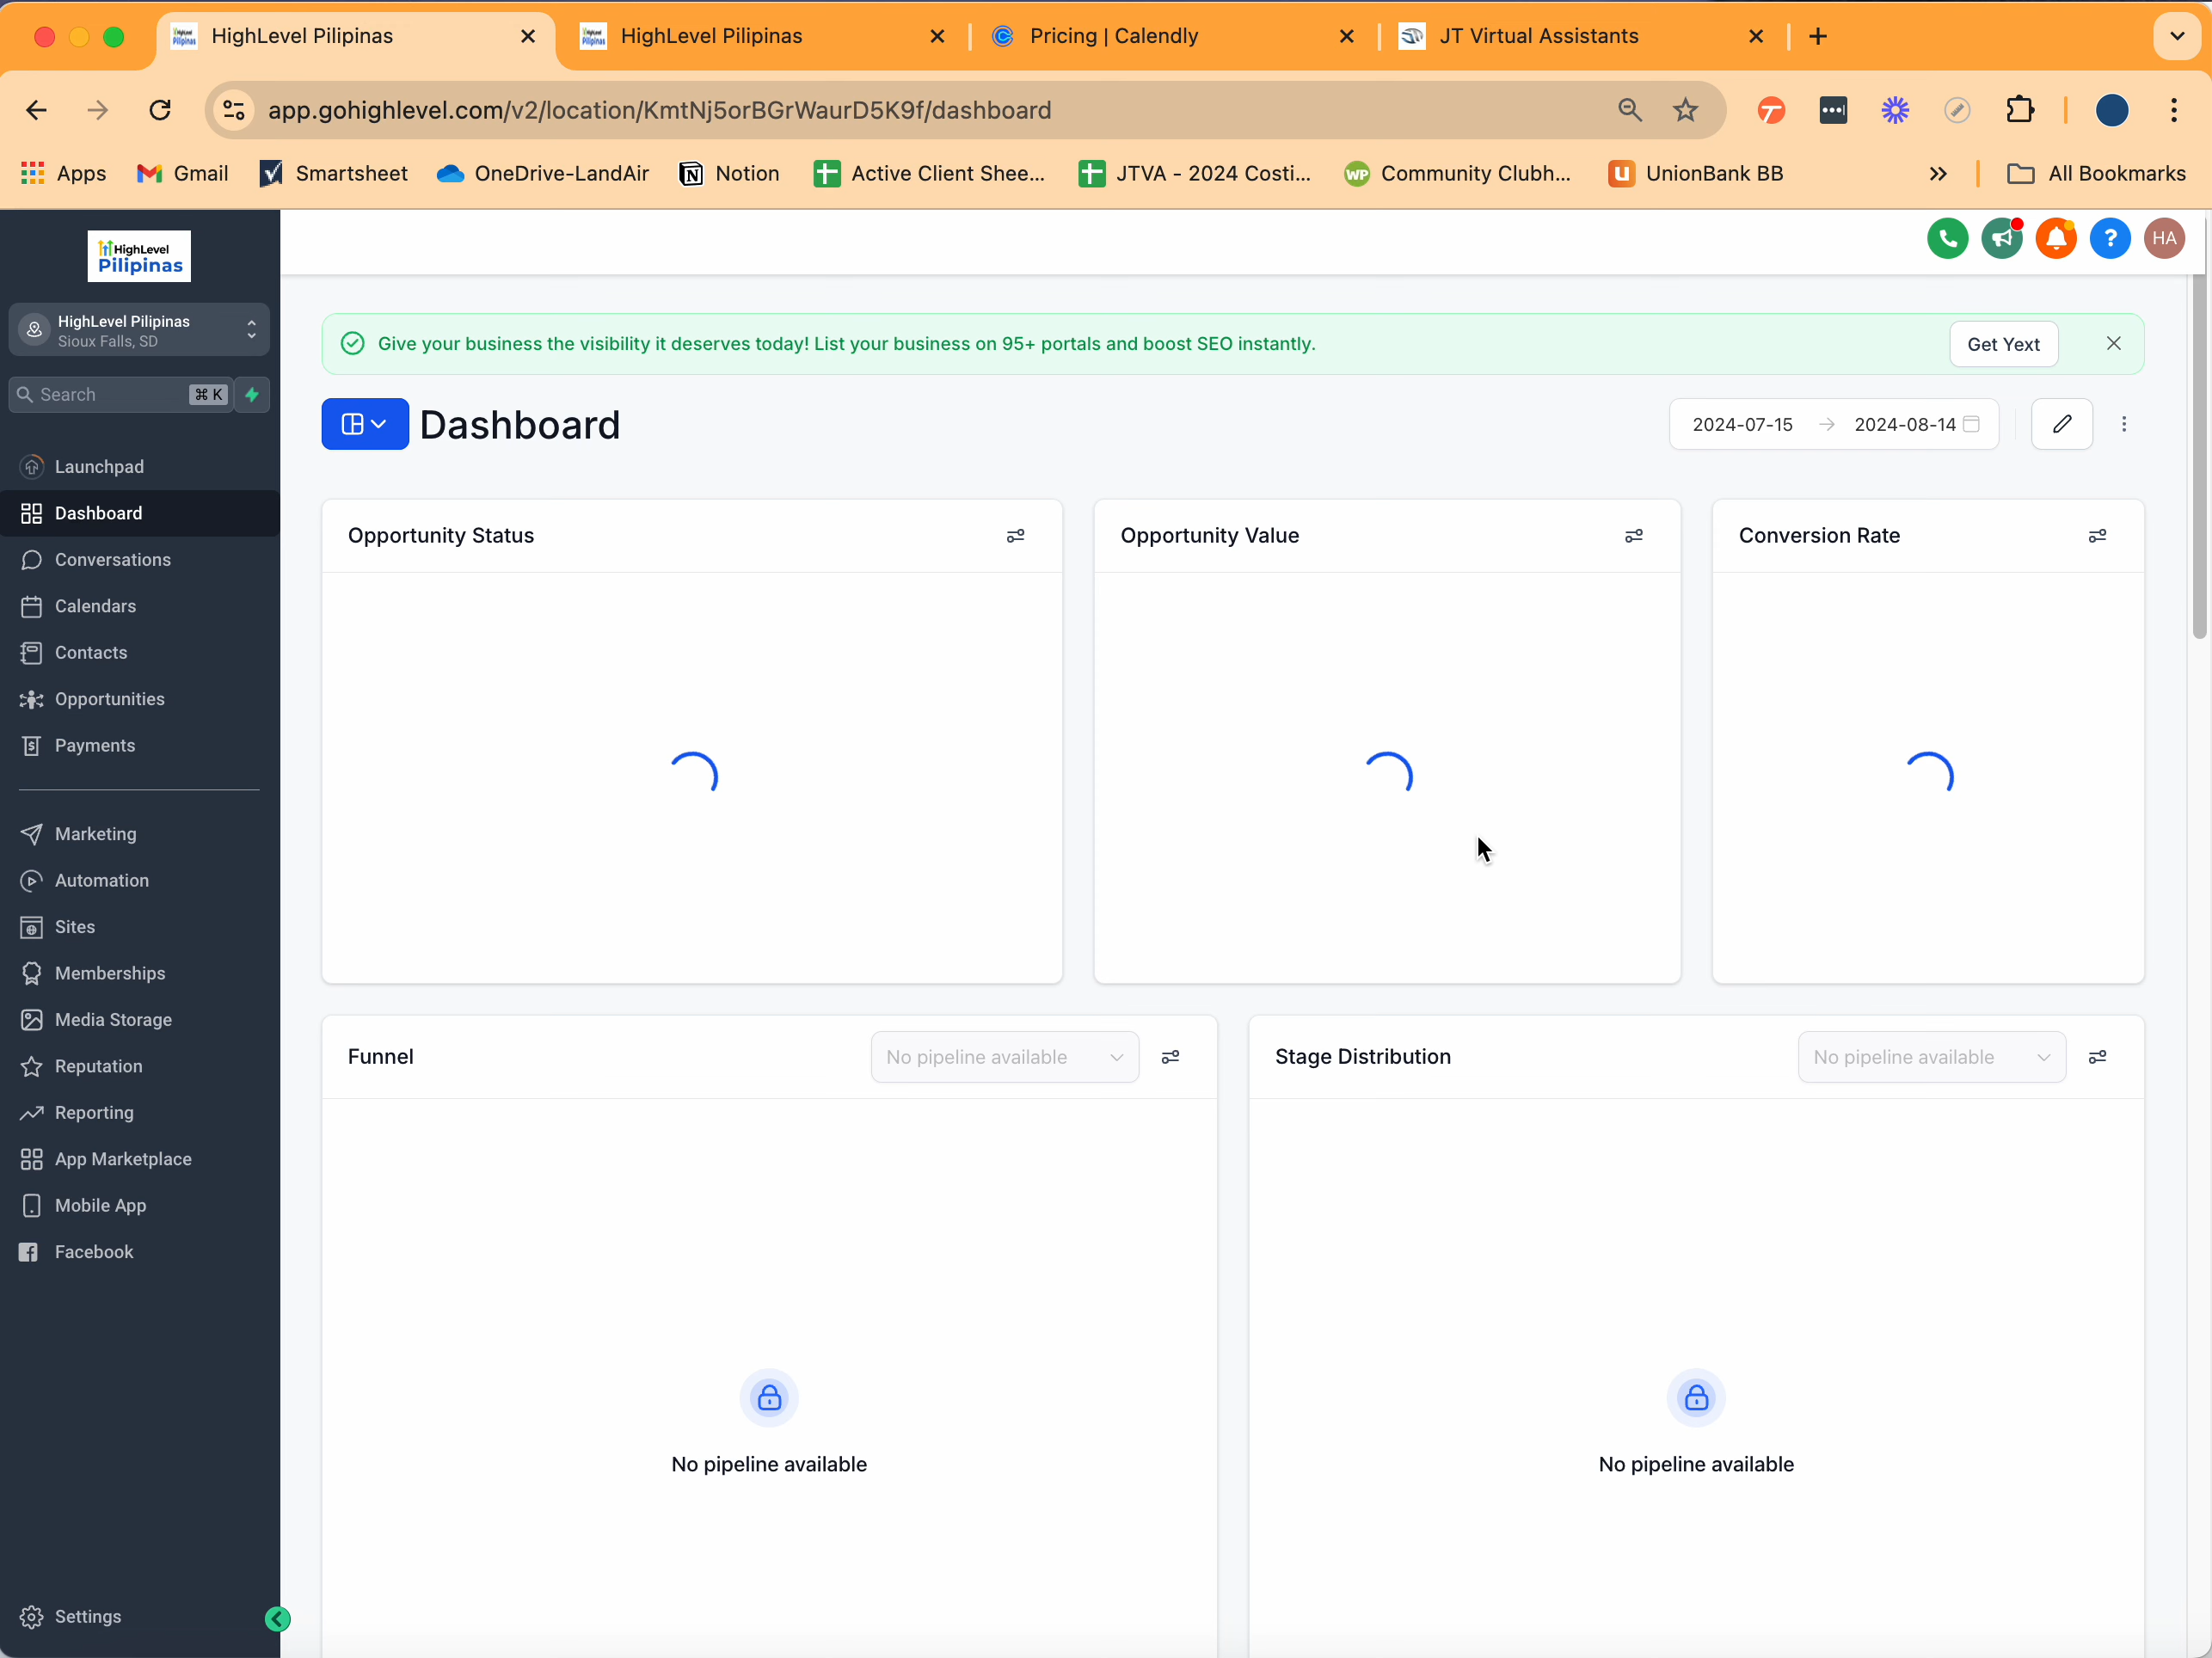 HighLevel Pilipinas
HighLevel Pilipinas
Pricing | Calendly
JT Virtual Assistants
app.gohighlevel.com/v2/location/KmtNj5orBGrWaurD5K9f/dashboard
Apps
Gmail
Smartsheet
OneDrive-LandAir
Notion
Active Client Shee...
JTVA - 2024 Costi...
Community Clubh...
UnionBank BB
All Bookmarks
HighLevel
Pilipinas
HA
HighLevel Pilipinas
Sioux Falls, SD
Search
⌘ K
Launchpad
Dashboard
Conversations
Calendars
Contacts
Opportunities
Payments
Marketing
Automation
Sites
Memberships
Media Storage
Reputation
Reporting
App Marketplace
Mobile App
Facebook
Settings
Give your business the visibility it deserves today! List your business on 95+ portals and boost SEO instantly.
Get Yext
Dashboard
2024-07-15 → 2024-08-14
Opportunity Status
Opportunity Value
Conversion Rate
Funnel
No pipeline available
Stage Distribution
No pipeline available
No pipeline available
No pipeline available